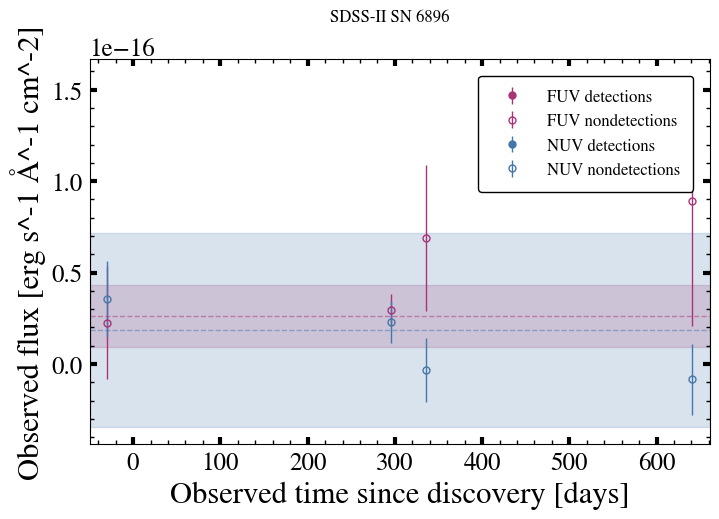 SDSS-II SN 6896
1e−16
1.5
1.0
0.5
0.0
Observed flux [erg s^-1 Å^-1 cm^-2]
FUV detections
FUV nondetections
NUV detections
NUV nondetections
0 100 200 300 400 500 600
Observed time since discovery [days]